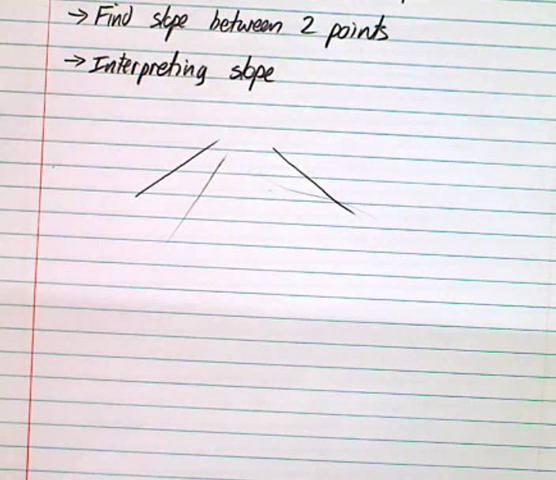 → Find slope between 2 points
→ Interpreting slope